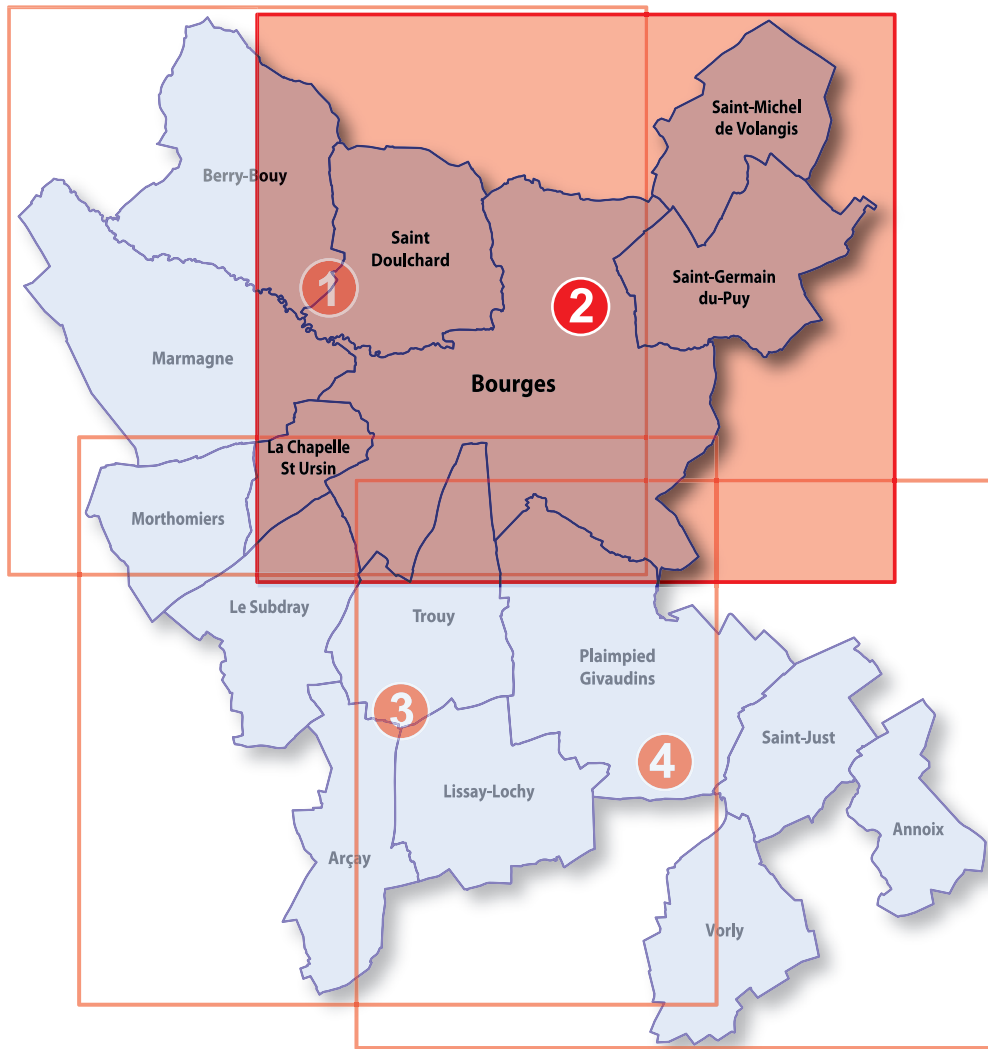 Saint-Michel
de Volangis
Berry-Bouy
Saint
Doulchard
Saint-Germain
du-Puy
1
2
Marmagne
Bourges
La Chapelle
St Ursin
Morthomiers
Le Subdray
Trouy
Plaimpied
Givaudins
3
4
Saint-Just
Lissay-Lochy
Annoix
Arçay
Vorly